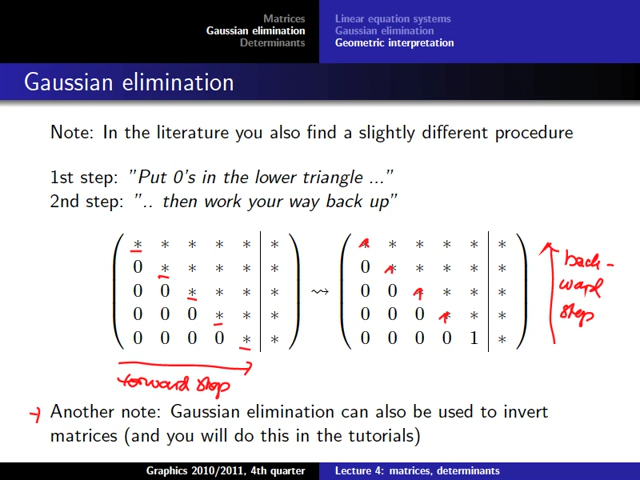 Matrices
Gaussian elimination
Determinants
Linear equation systems
Gaussian elimination
Geometric interpretation
Gaussian elimination
Note: In the literature you also find a slightly different procedure
1st step: "Put 0's in the lower triangle ..."
2nd step: ".. then work your way back up"
* * * * * | *
0 * * * * | *
0 0 * * * | *
0 0 0 * * | *
0 0 0 0 * | *
⇝
* * * * * | *
0 * * * * | *
0 0 * * * | *
0 0 0 * * | *
0 0 0 0 1 | *
back-
ward
step
forward step
Another note: Gaussian elimination can also be used to invert
matrices (and you will do this in the tutorials)
Graphics 2010/2011, 4th quarter
Lecture 4: matrices, determinants